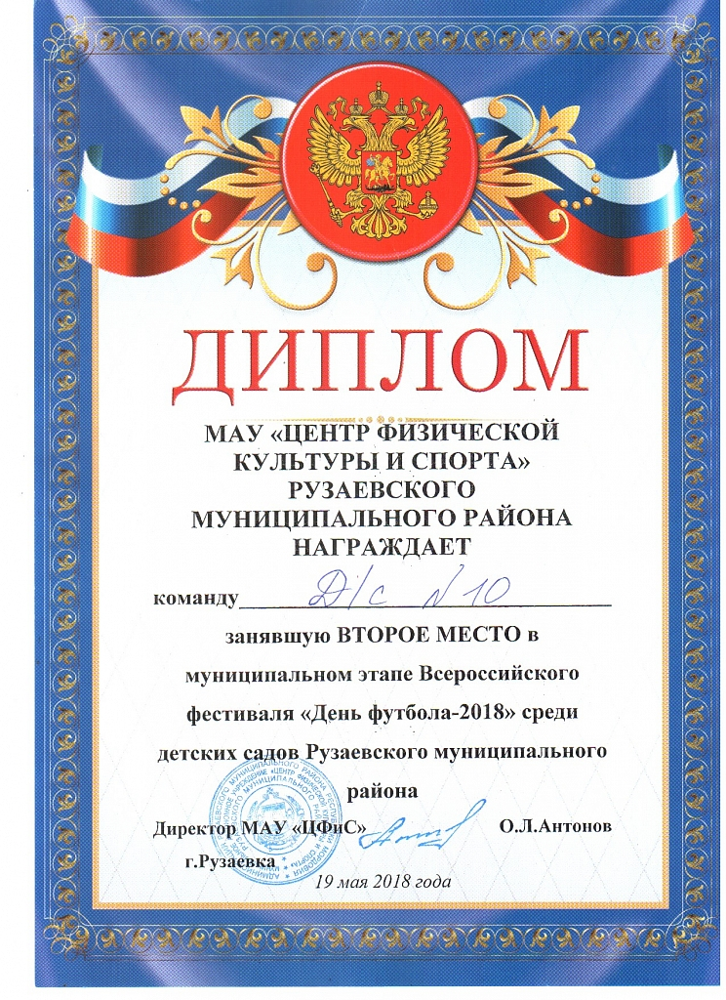 ДИПЛОМ
МАУ «ЦЕНТР ФИЗИЧЕСКОЙ
КУЛЬТУРЫ И СПОРТА»
РУЗАЕВСКОГО
МУНИЦИПАЛЬНОГО РАЙОНА
НАГРАЖДАЕТ
команду Д/с N 10
занявшую ВТОРОЕ МЕСТО в
муниципальном этапе Всероссийского
фестиваля «День футбола-2018» среди
детских садов Рузаевского муниципального
района
Директор МАУ «ЦФиС» О.Л.Антонов
г.Рузаевка
19 мая 2018 года